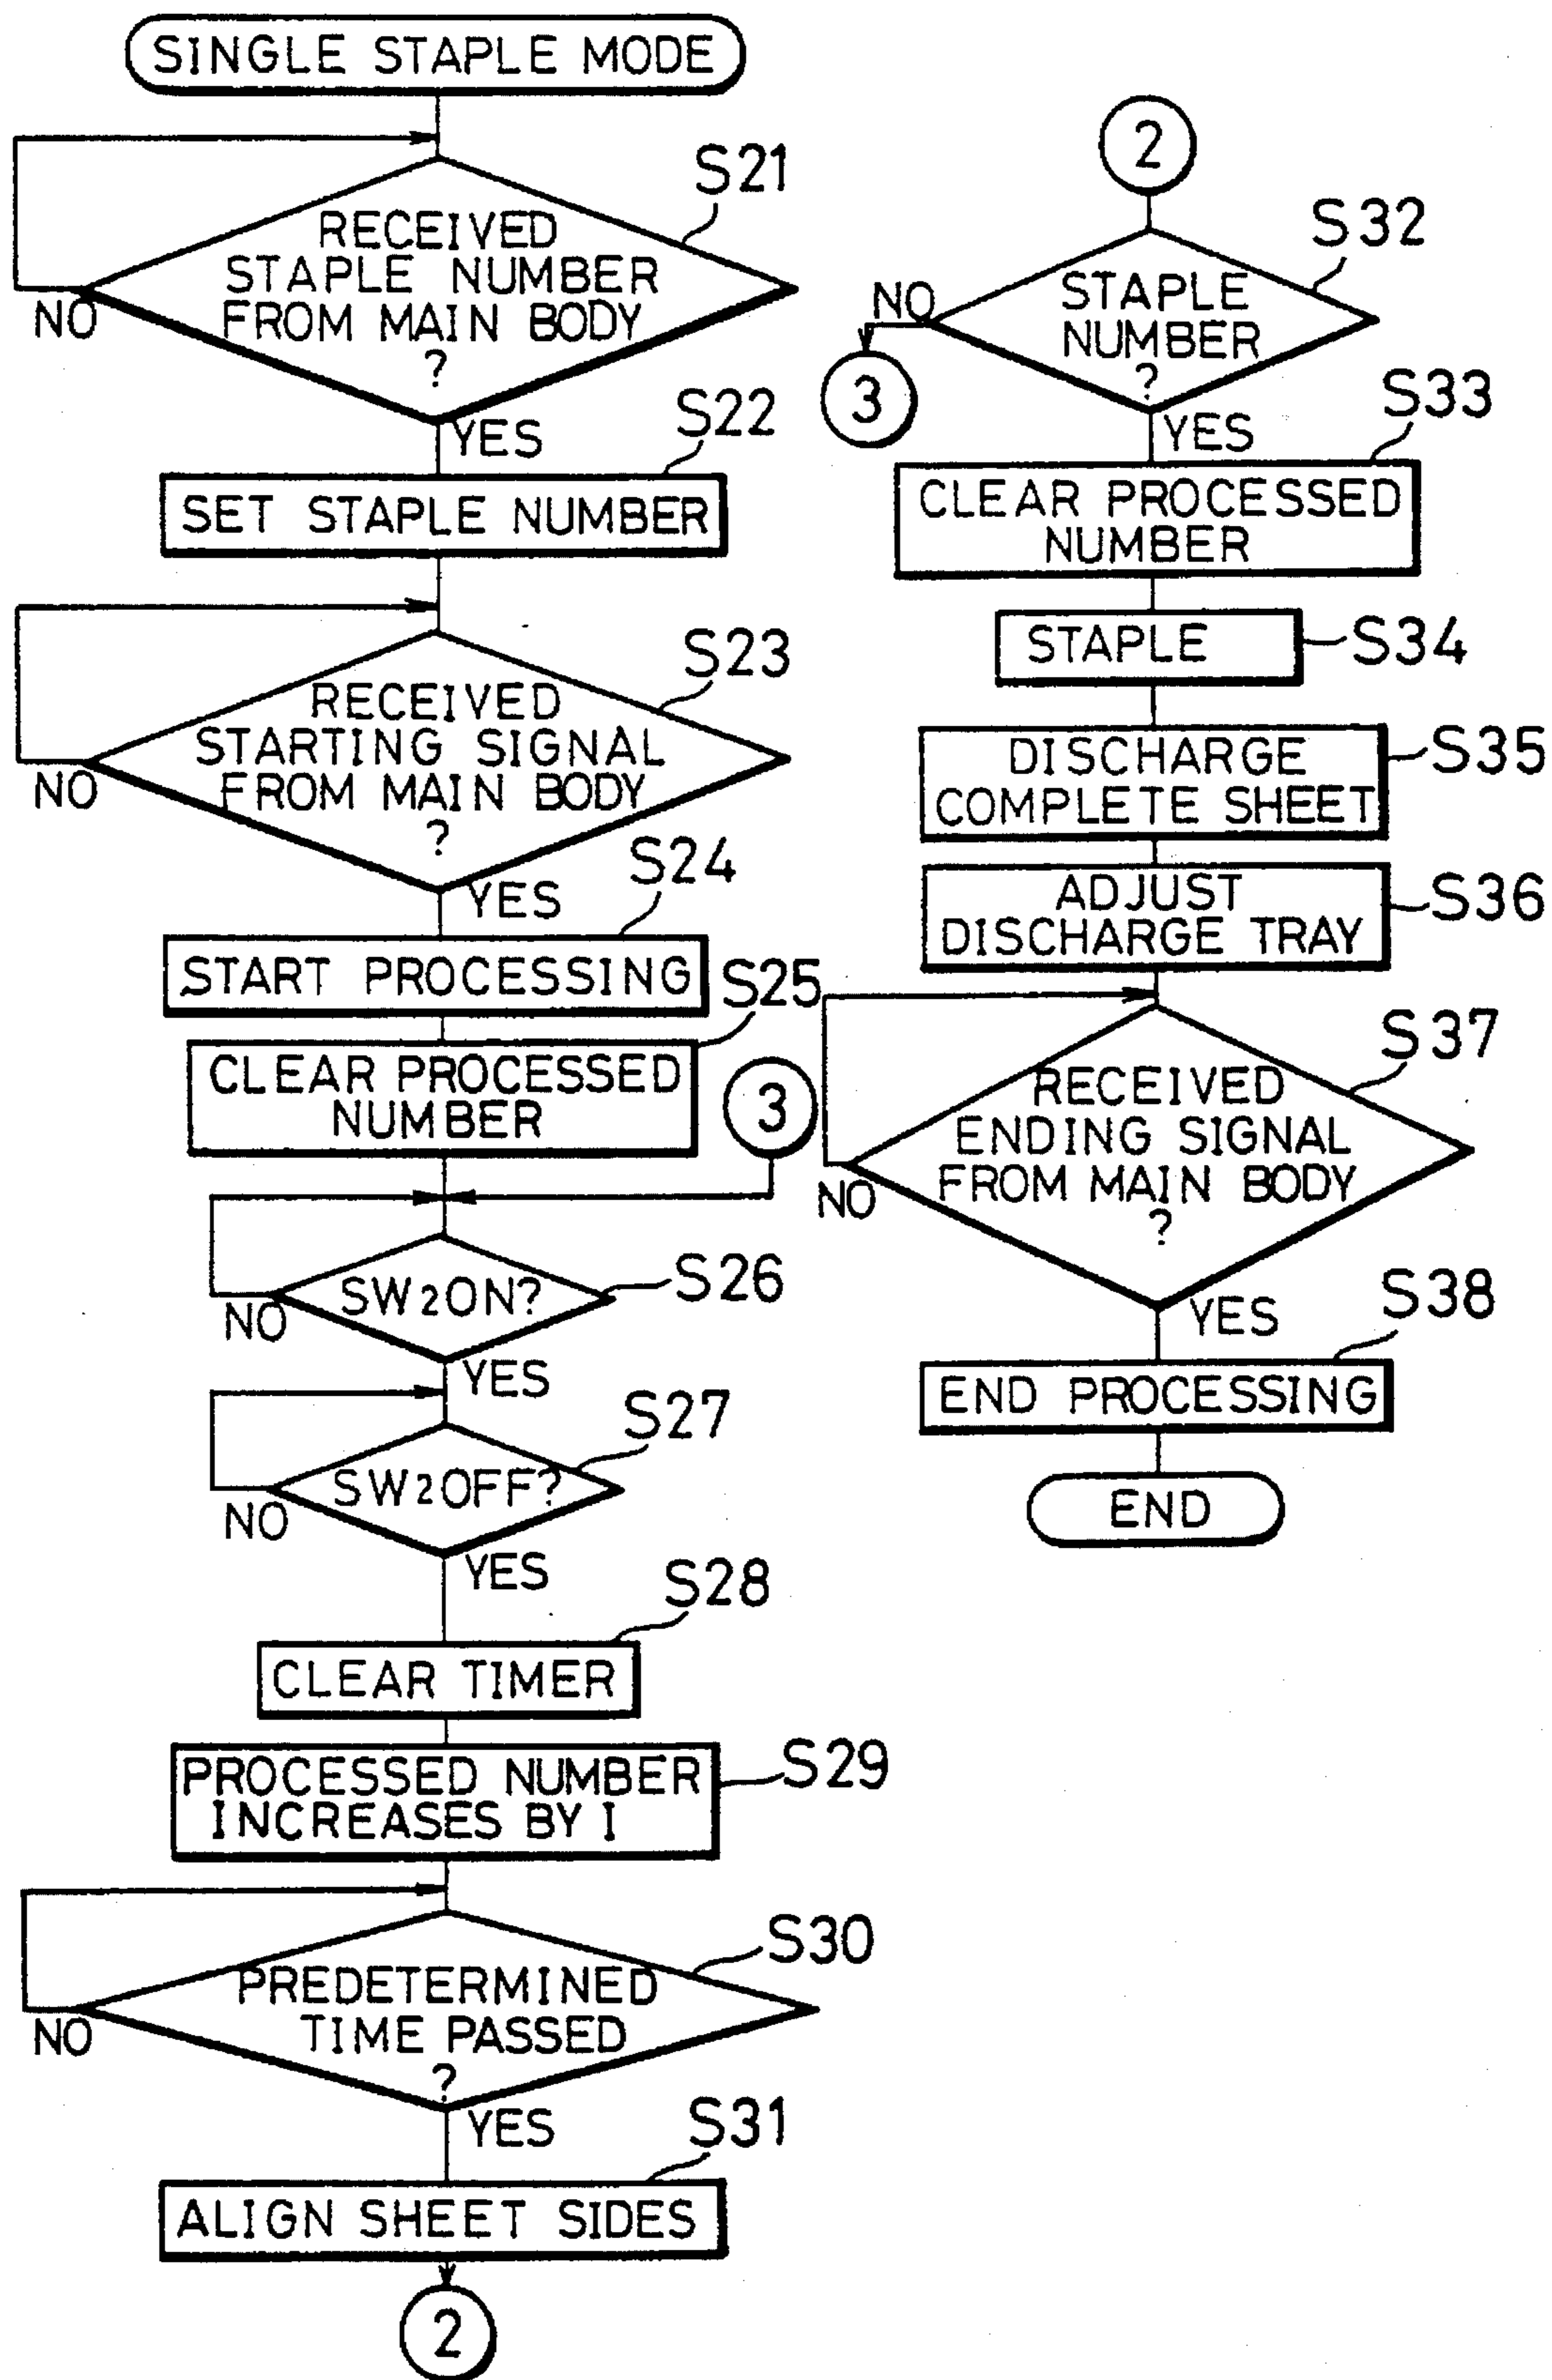 SINGLE STAPLE MODE
S21
RECEIVED
STAPLE NUMBER
FROM MAIN BODY
?
NO
YES
S22
SET STAPLE NUMBER
S23
RECEIVED
STARTING SIGNAL
FROM MAIN BODY
?
NO
YES
S24
START PROCESSING
S25
CLEAR PROCESSED
NUMBER
3
SW2ON?
S26
NO
YES
S27
SW2OFF?
NO
YES
S28
CLEAR TIMER
PROCESSED NUMBER
INCREASES BY I
S29
S30
PREDETERMINED
TIME PASSED
?
NO
YES
S31
ALIGN SHEET SIDES
2
2
S32
STAPLE
NUMBER
?
NO
3
YES
S33
CLEAR PROCESSED
NUMBER
STAPLE
S34
DISCHARGE
COMPLETE SHEET
S35
ADJUST
DISCHARGE TRAY
S36
S37
RECEIVED
ENDING SIGNAL
FROM MAIN BODY
?
NO
YES
S38
END PROCESSING
END